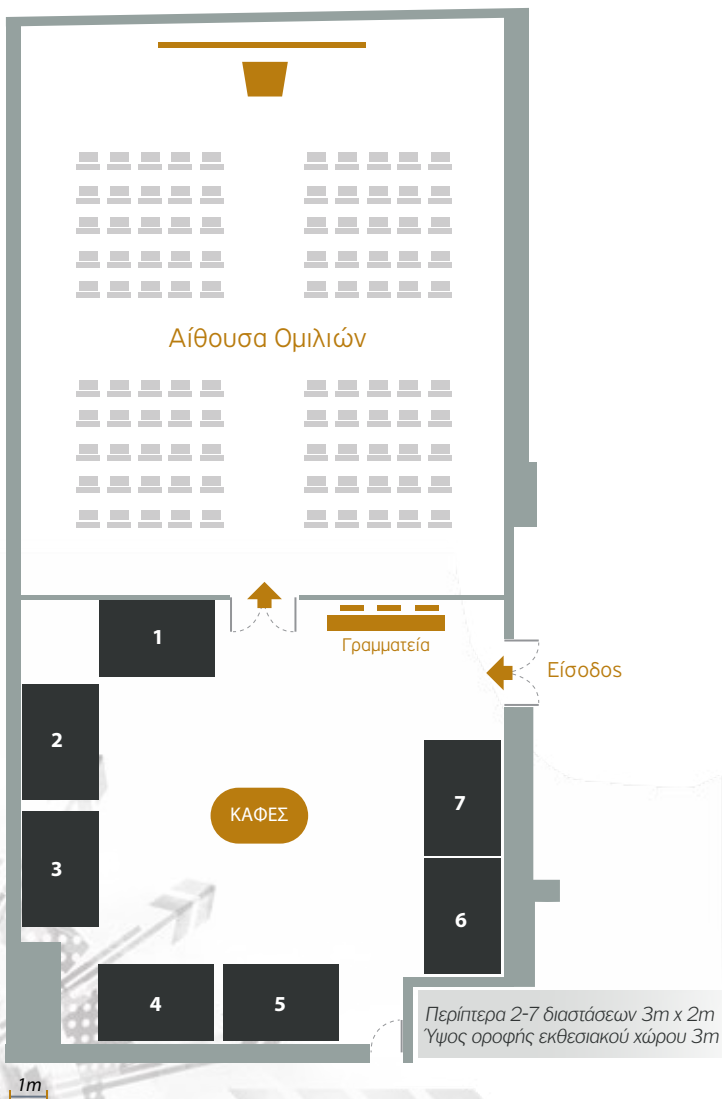 Αίθουσα Ομιλιών
1
Γραμματεία
Είσοδος
2
7
ΚΑΦΕΣ
3
6
4
5
Περίπτερα 2-7 διαστάσεων 3m x 2m
Ύψος οροφής εκθεσιακού χώρου 3m
1m